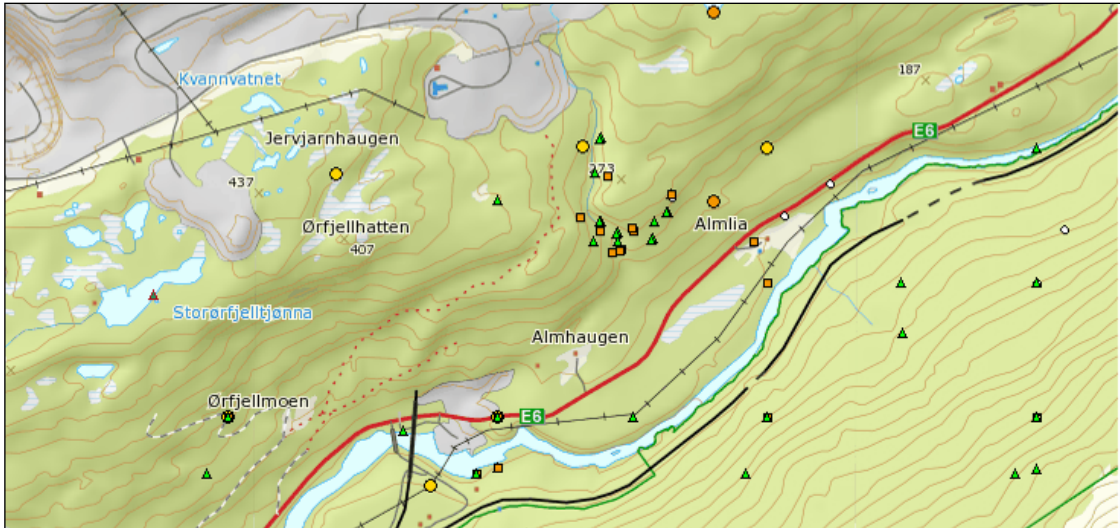 187
Kvannvatnet
E6
Jervjarnhaugen
273
437
Ørfjellhatten
Almlia
407
Storørfjelltjønna
Almhaugen
Ørfjellmoen
E6